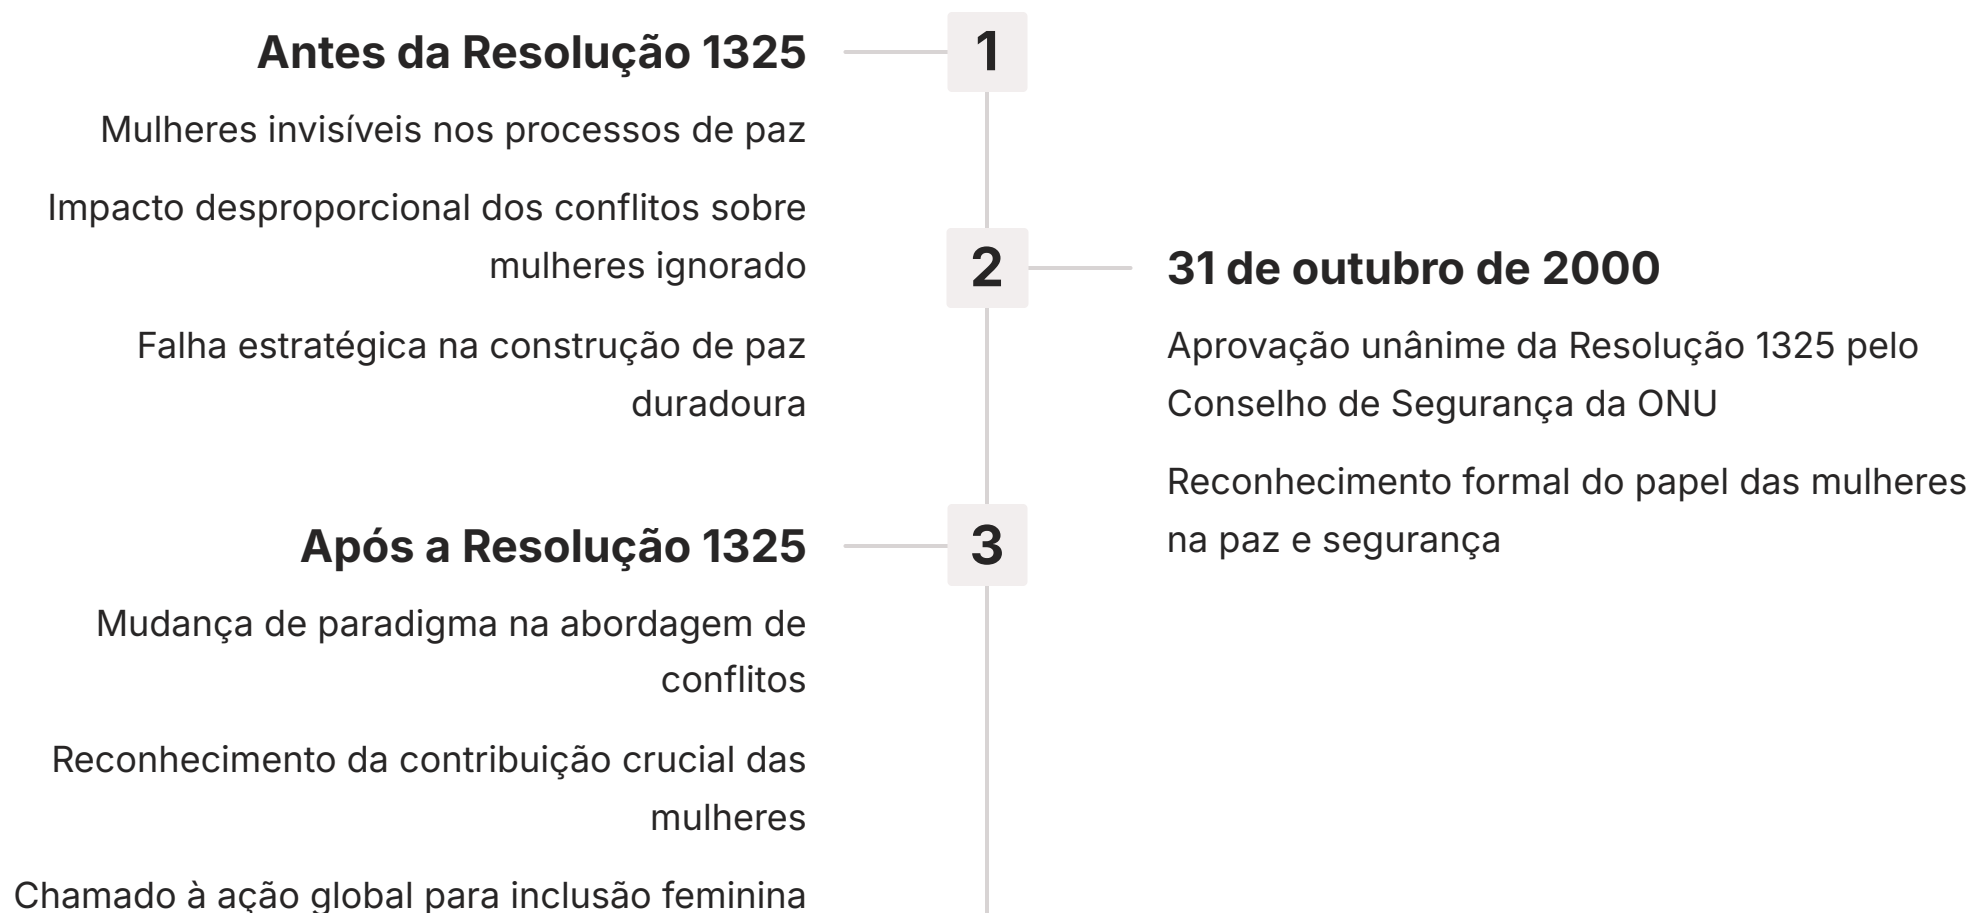 Antes da Resolução 1325
1
Mulheres invisíveis nos processos de paz
Impacto desproporcional dos conflitos sobre
mulheres ignorado
Falha estratégica na construção de paz
duradoura
2
31 de outubro de 2000
Aprovação unânime da Resolução 1325 pelo
Conselho de Segurança da ONU
Reconhecimento formal do papel das mulheres
na paz e segurança
Após a Resolução 1325
3
Mudança de paradigma na abordagem de
conflitos
Reconhecimento da contribuição crucial das
mulheres
Chamado à ação global para inclusão feminina